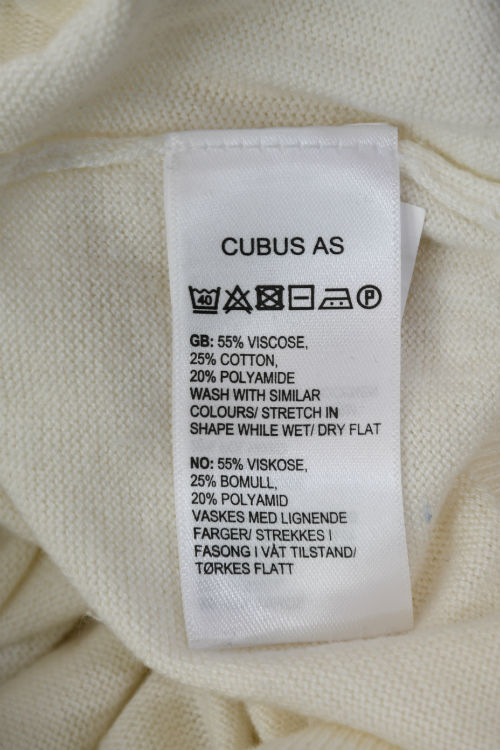 CUBUS AS
40 P
GB: 55% VISCOSE,
25% COTTON,
20% POLYAMIDE
WASH WITH SIMILAR
COLOURS/ STRETCH IN
SHAPE WHILE WET/ DRY FLAT
NO: 55% VISKOSE,
25% BOMULL,
20% POLYAMID
VASKES MED LIGNENDE
FARGER/ STREKKES I
FASONG I VÅT TILSTAND/
TØRKES FLATT